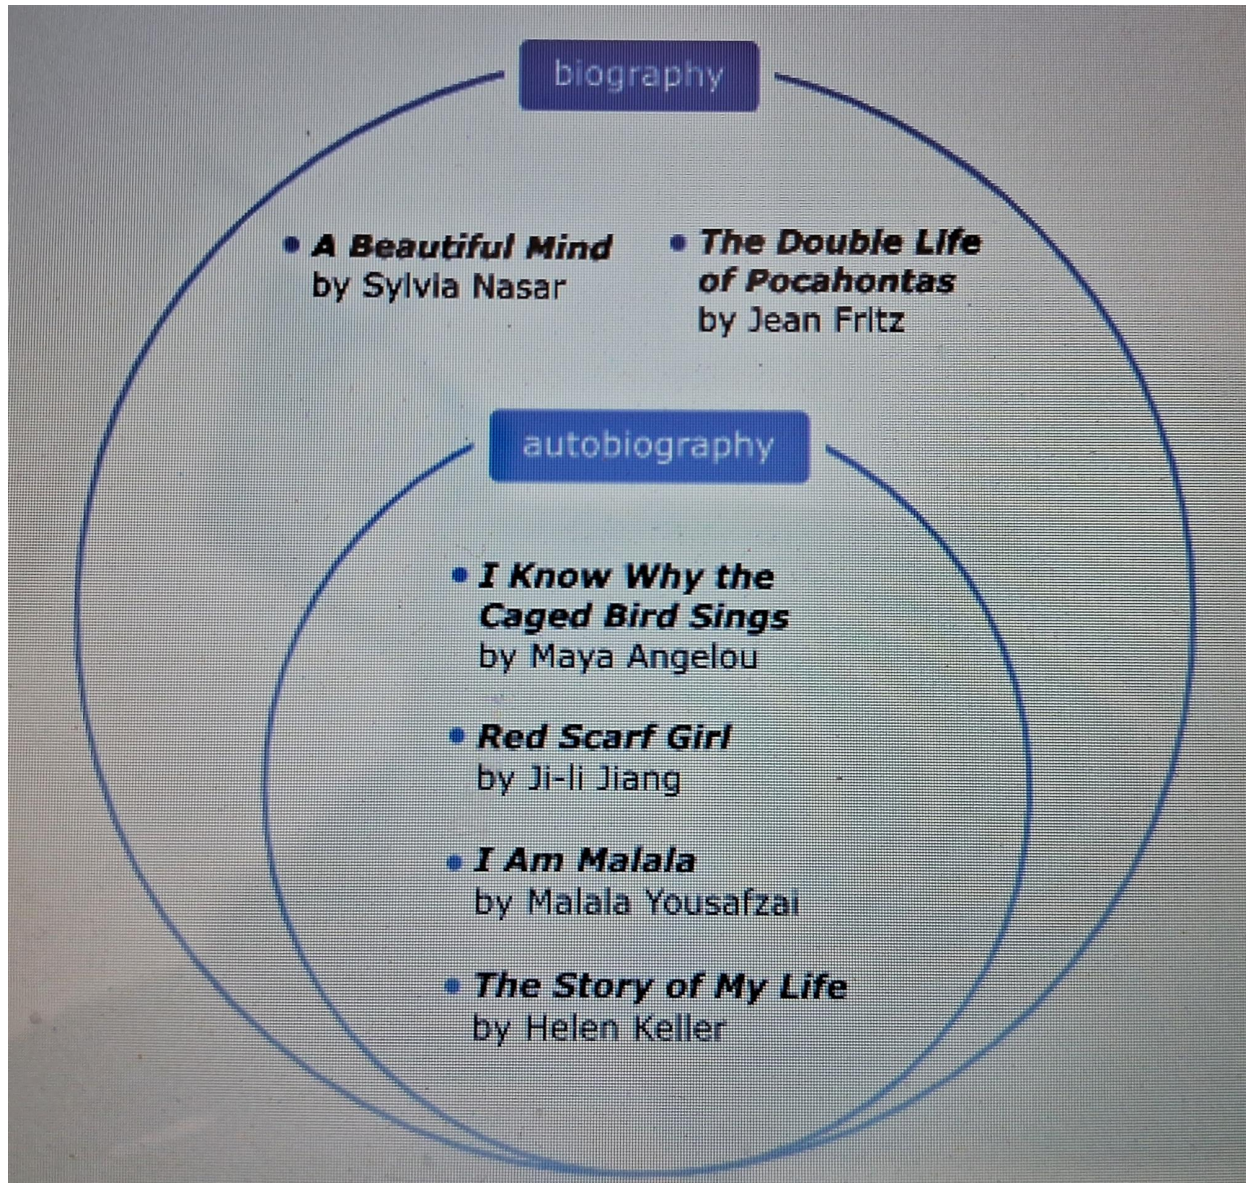 biography
• A Beautiful Mind
by Sylvia Nasar
• The Double Life
of Pocahontas
by Jean Fritz
autobiography
• I Know Why the
Caged Bird Sings
by Maya Angelou
• Red Scarf Girl
by Ji-li Jiang
• I Am Malala
by Malala Yousafzai
• The Story of My Life
by Helen Keller